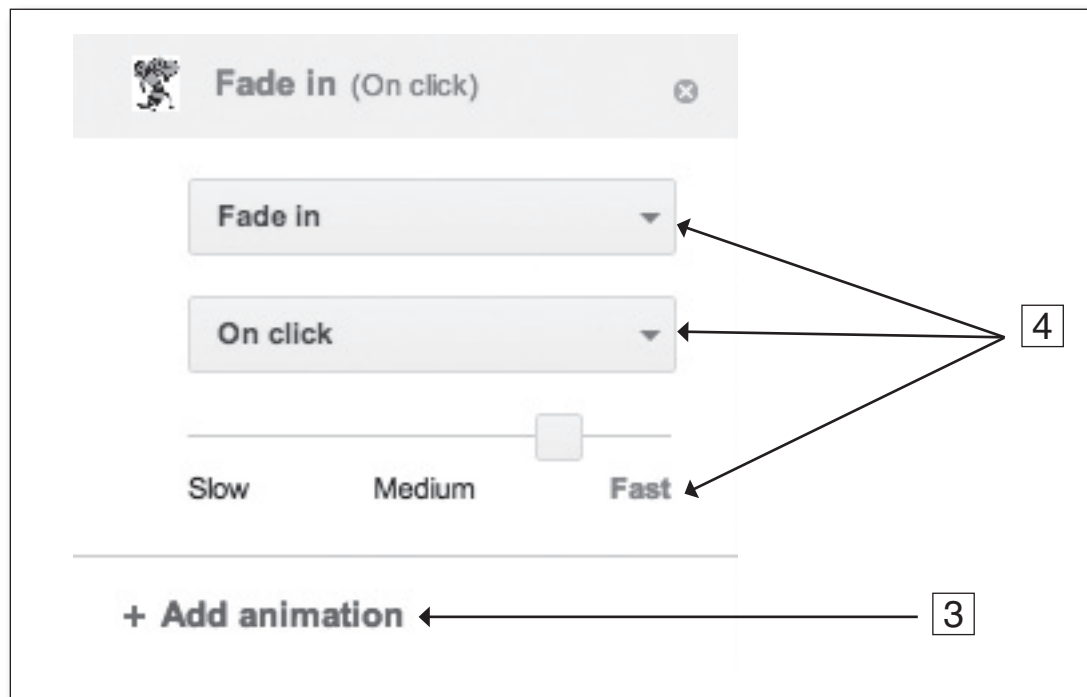 Fade in (On click)
Fade in
On click
4
Slow Medium Fast
+ Add animation
3